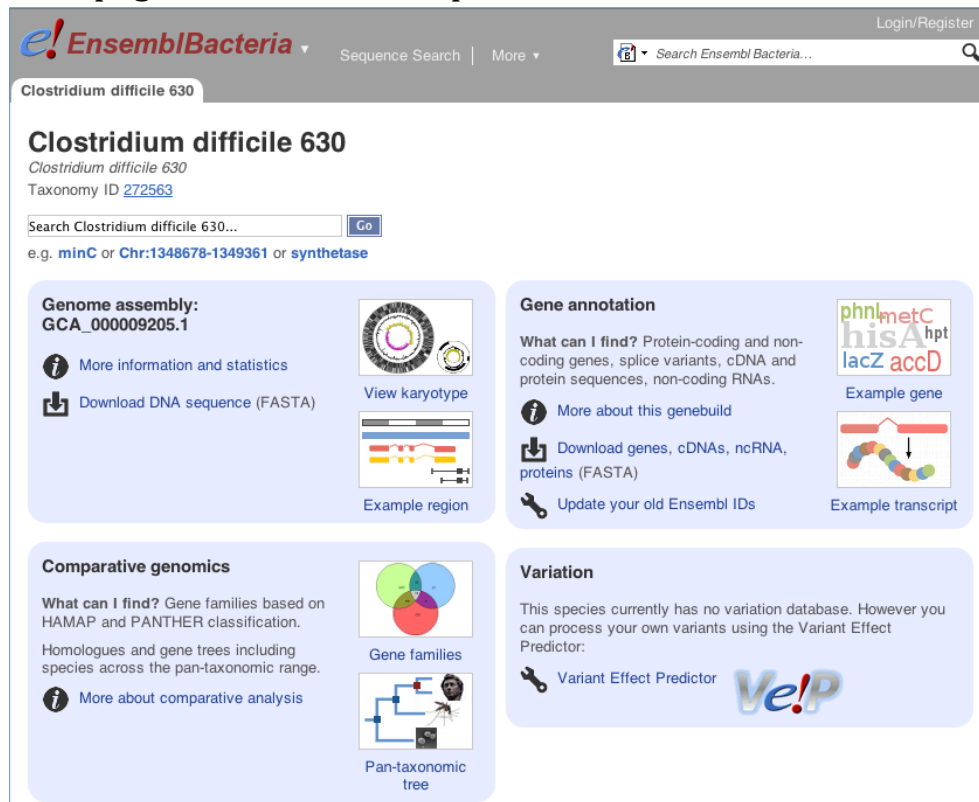 Login/Register
e! EnsemblBacteria
Sequence Search | More
Search Ensembl Bacteria...
Clostridium difficile 630
Clostridium difficile 630
Clostridium difficile 630
Taxonomy ID 272563
Search Clostridium difficile 630...
Go
e.g. minC or Chr:1348678-1349361 or synthetase
Genome assembly:
GCA_000009205.1
More information and statistics
Download DNA sequence (FASTA)
View karyotype
Example region
Gene annotation
What can I find? Protein-coding and non-
coding genes, splice variants, cDNA and
protein sequences, non-coding RNAs.
More about this genebuild
Download genes, cDNAs, ncRNA,
proteins (FASTA)
Update your old Ensembl IDs
phnL metC
hisA hpt
lacZ accD
Example gene
Example transcript
Comparative genomics
What can I find? Gene families based on
HAMAP and PANTHER classification.
Homologues and gene trees including
species across the pan-taxonomic range.
More about comparative analysis
Gene families
Pan-taxonomic
tree
Variation
This species currently has no variation database. However you
can process your own variants using the Variant Effect
Predictor:
Variant Effect Predictor
Ve!P